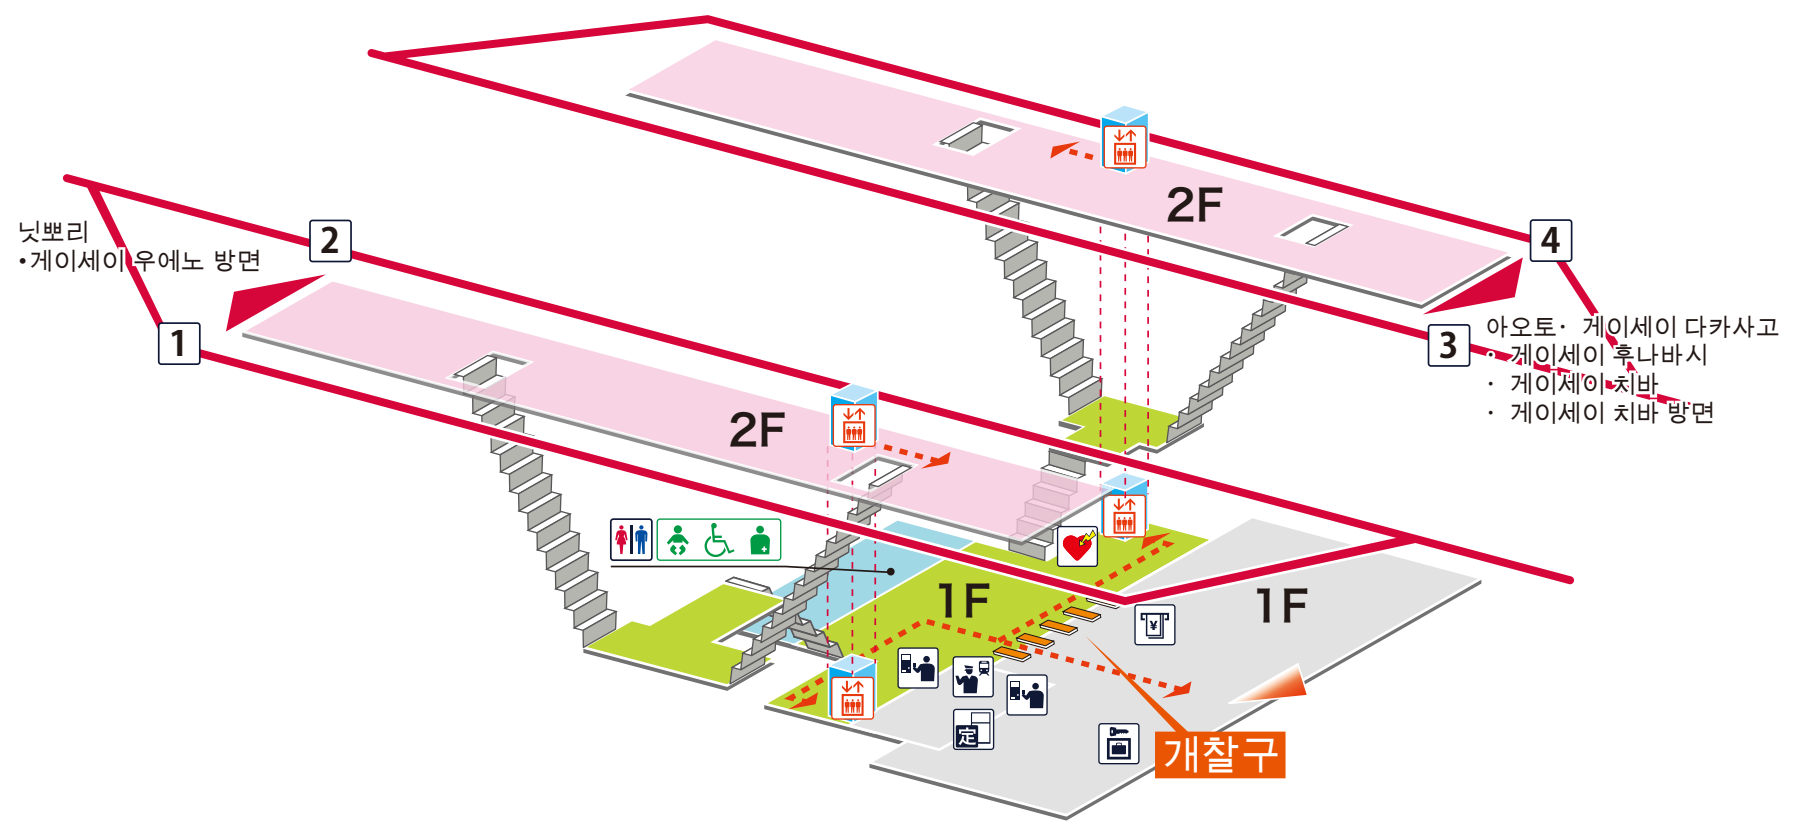 2F
4
2
닛뽀리
•게이세이 우에노 방면
1
3
아오토· 게이세이 다카사고
· 게이세이 후나바시
· 게이세이 치바
· 게이세이 치바 방면
2F
1F
1F
¥
定
개찰구